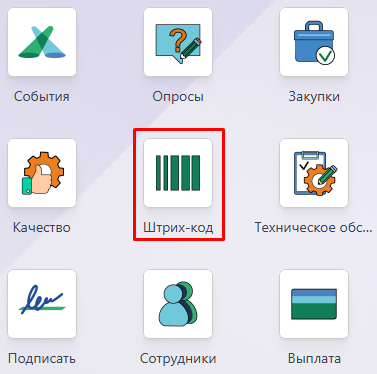 События
Опросы
Закупки
Качество
Штрих-код
Техническое обс...
Подписать
Сотрудники
Выплата